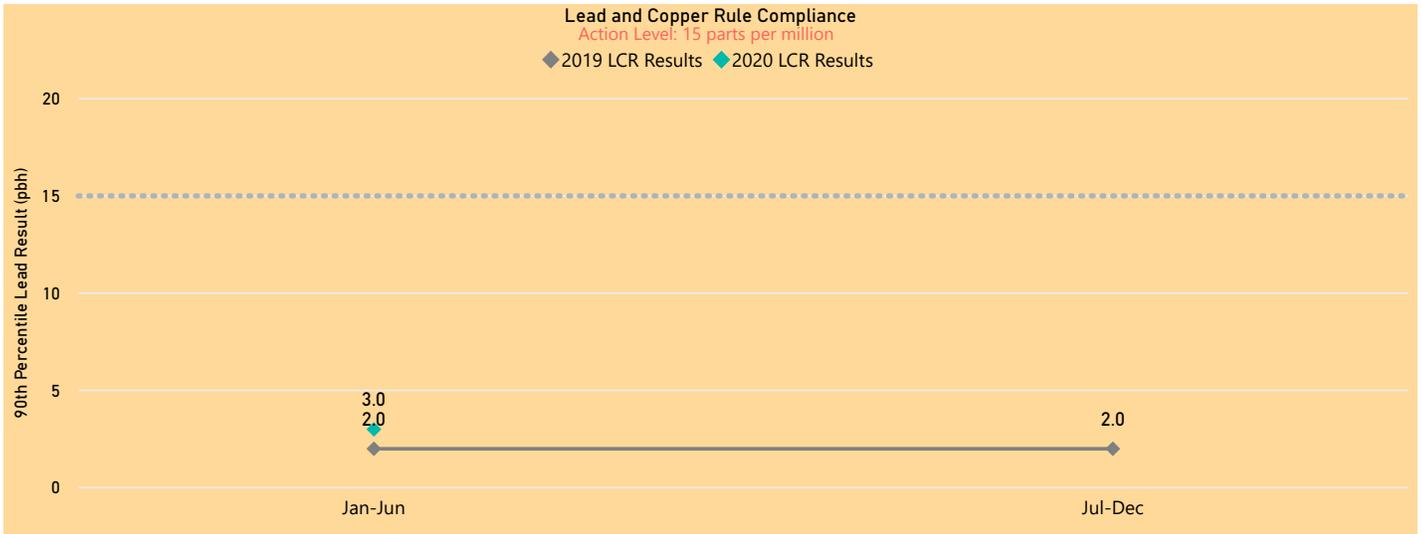 Lead and Copper Rule Compliance
Action Level: 15 parts per million
2019 LCR Results 2020 LCR Results
90th Percentile Lead Result (pbh)
20
15
10
5
0
3.0
2.0
2.0
Jan-Jun Jul-Dec